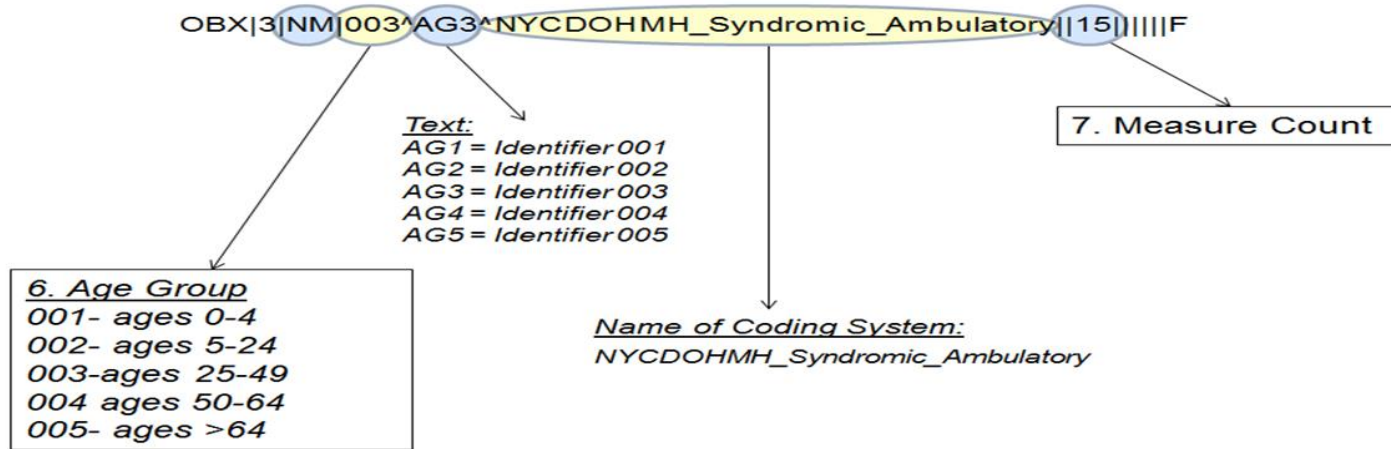 OBX|3|NM|003^AG3^NYCDOHMH_Syndromic_Ambulatory||15||||||F
Text:
AG1 = Identifier 001
AG2 = Identifier 002
AG3 = Identifier 003
AG4 = Identifier 004
AG5 = Identifier 005
7. Measure Count
6. Age Group
001- ages 0-4
002- ages 5-24
003-ages 25-49
004 ages 50-64
005- ages >64
Name of Coding System:
NYCDOHMH_Syndromic_Ambulatory